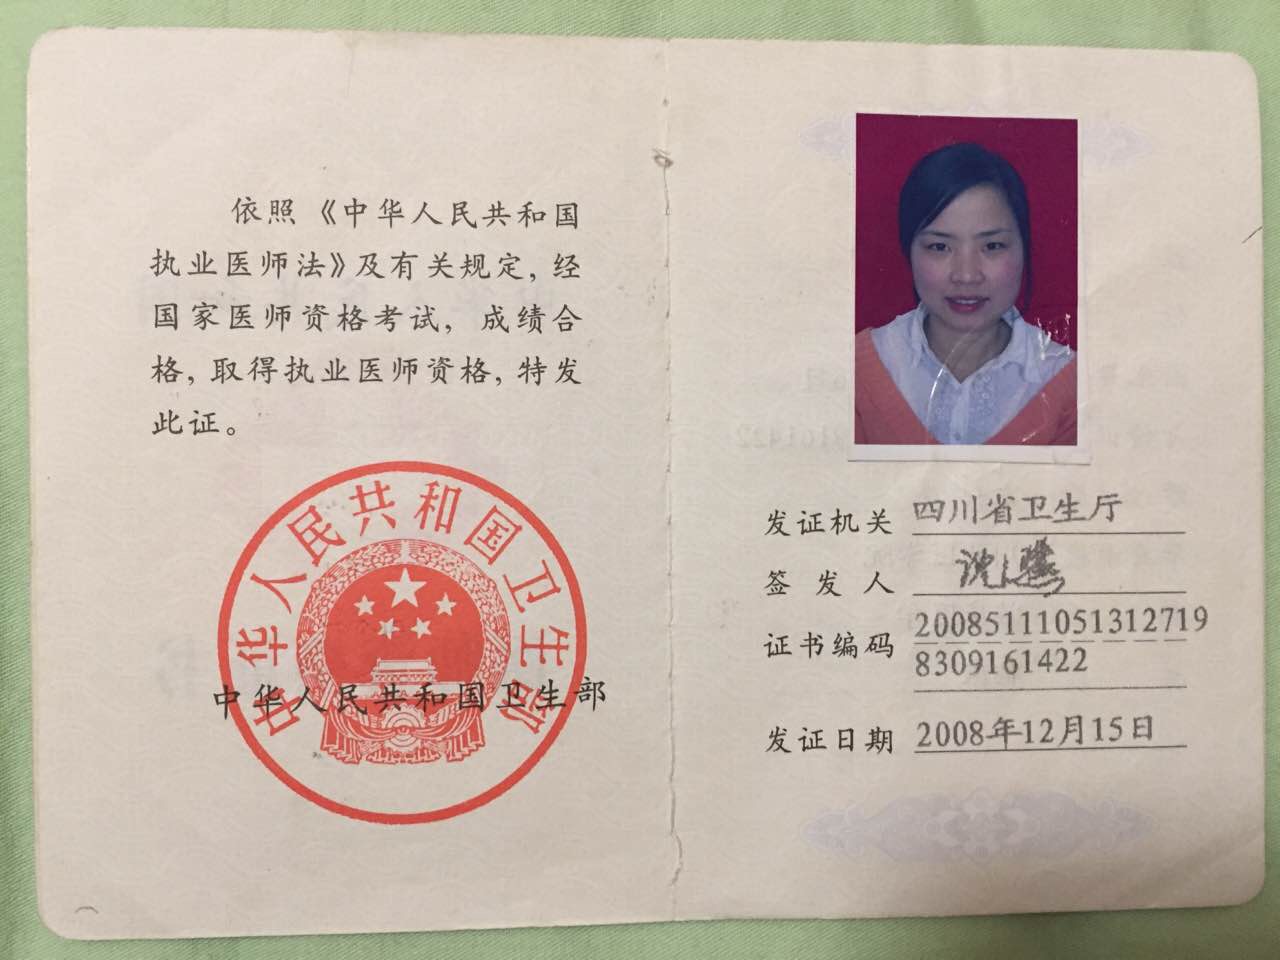 依照《中华人民共和国
执业医师法》及有关规定，经
国家医师资格考试，成绩合
格，取得执业医师资格，特发
此证。
中华人民共和国卫生部
中华人民共和国卫生部
发证机关 四川省卫生厅
签发人
证书编码 20085111051312719
8309161422
发证日期 2008年12月15日